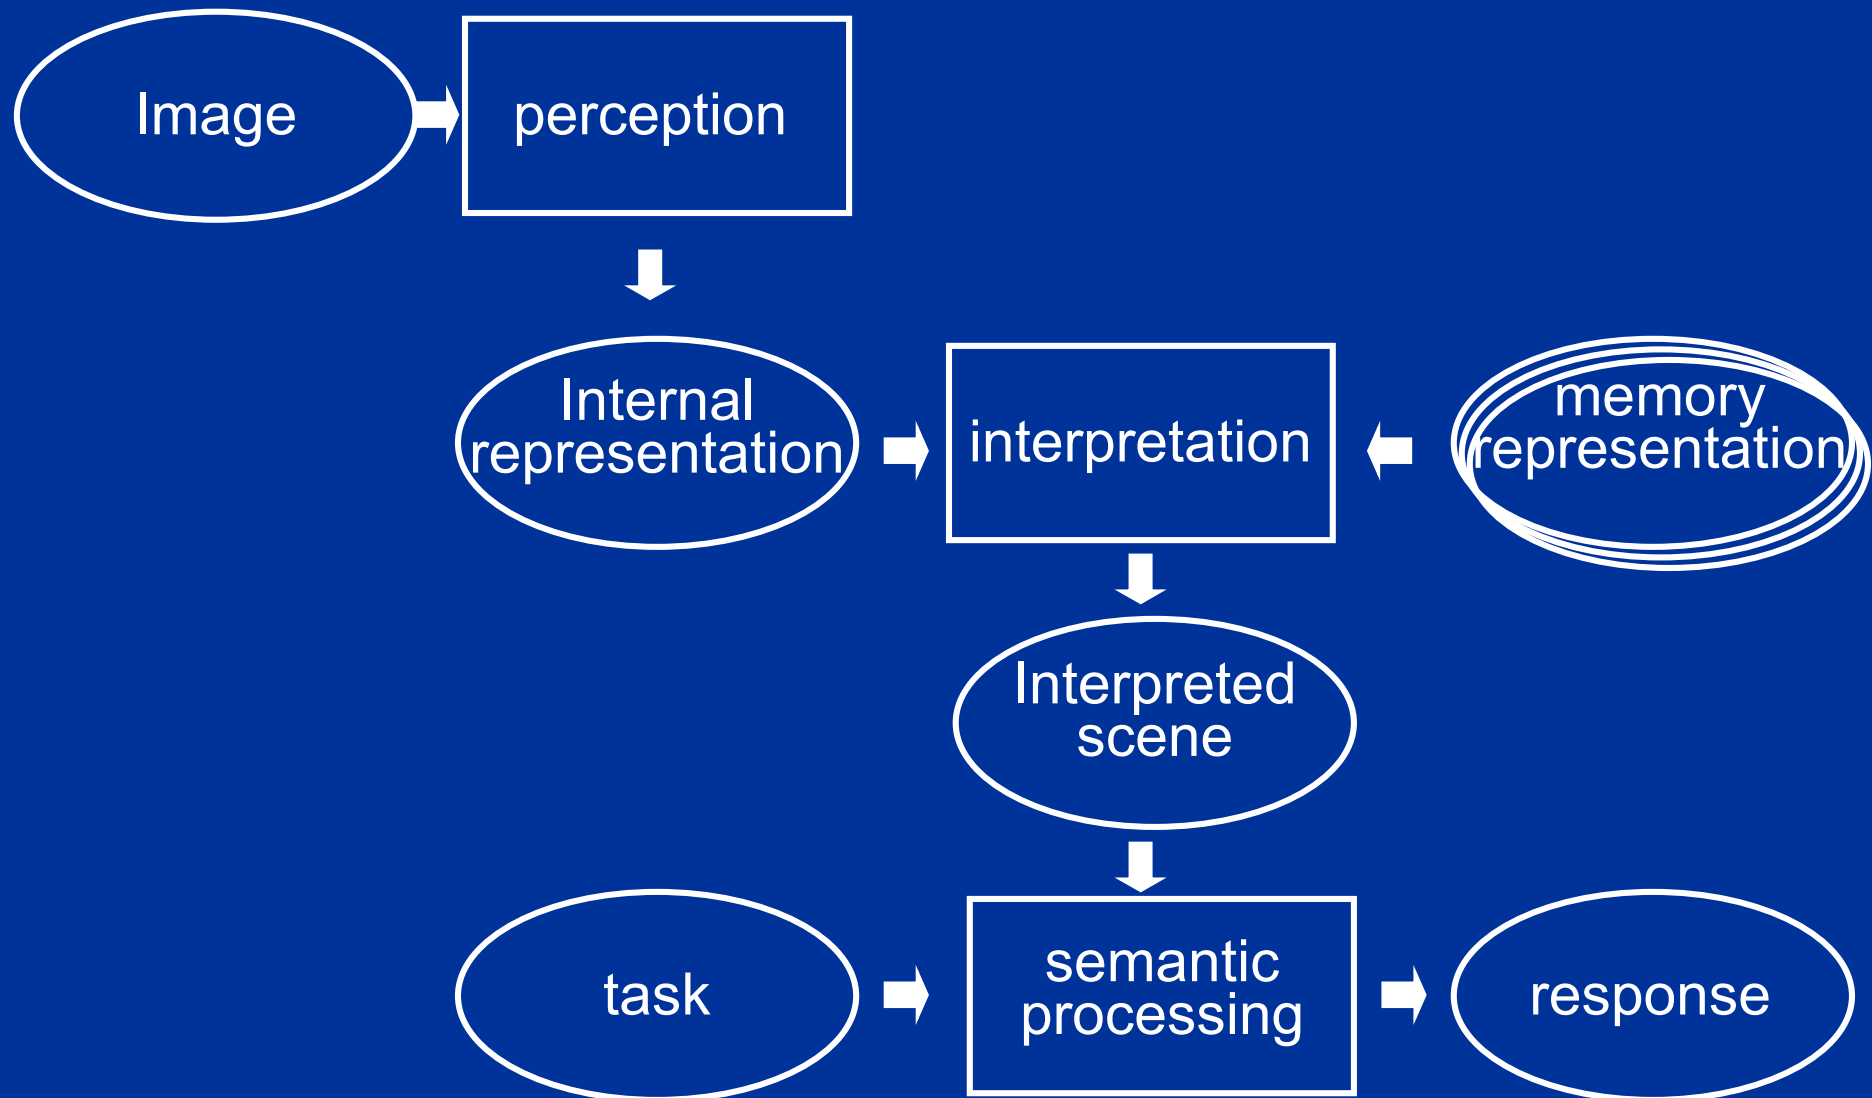 Image
perception
Internal
representation
interpretation
memory
representation
Interpreted
scene
task
semantic
processing
response